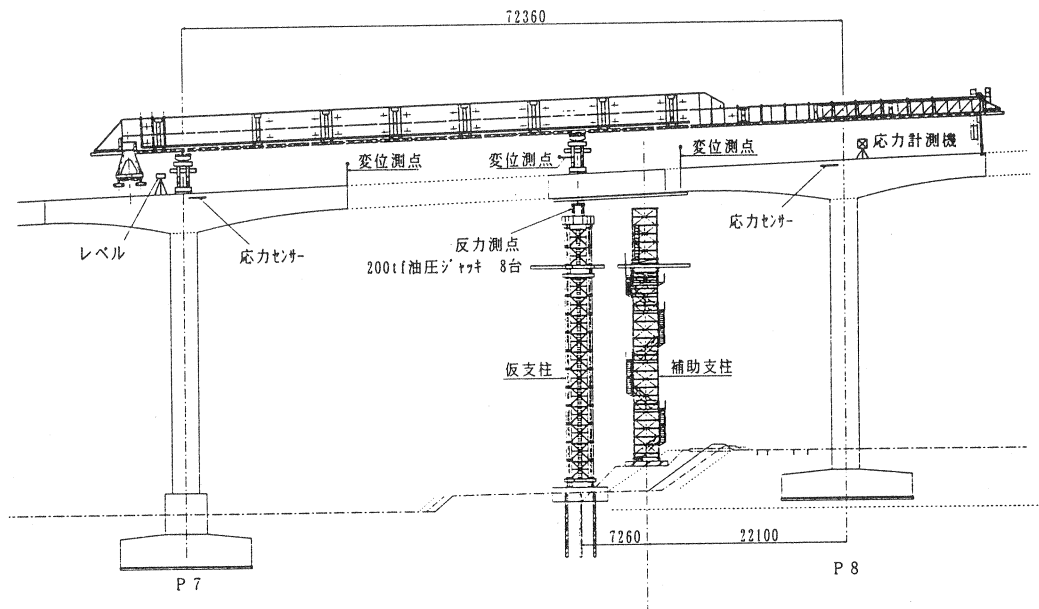 72360
応力計測機
変位測点
変位測点
変位測点
応力ｾﾝｻｰ
レベル
応力ｾﾝｻｰ
反力測点
200tf油圧ｼﾞｬｯｷ 8台
仮支柱
補助支柱
7260
22100
P7
P8